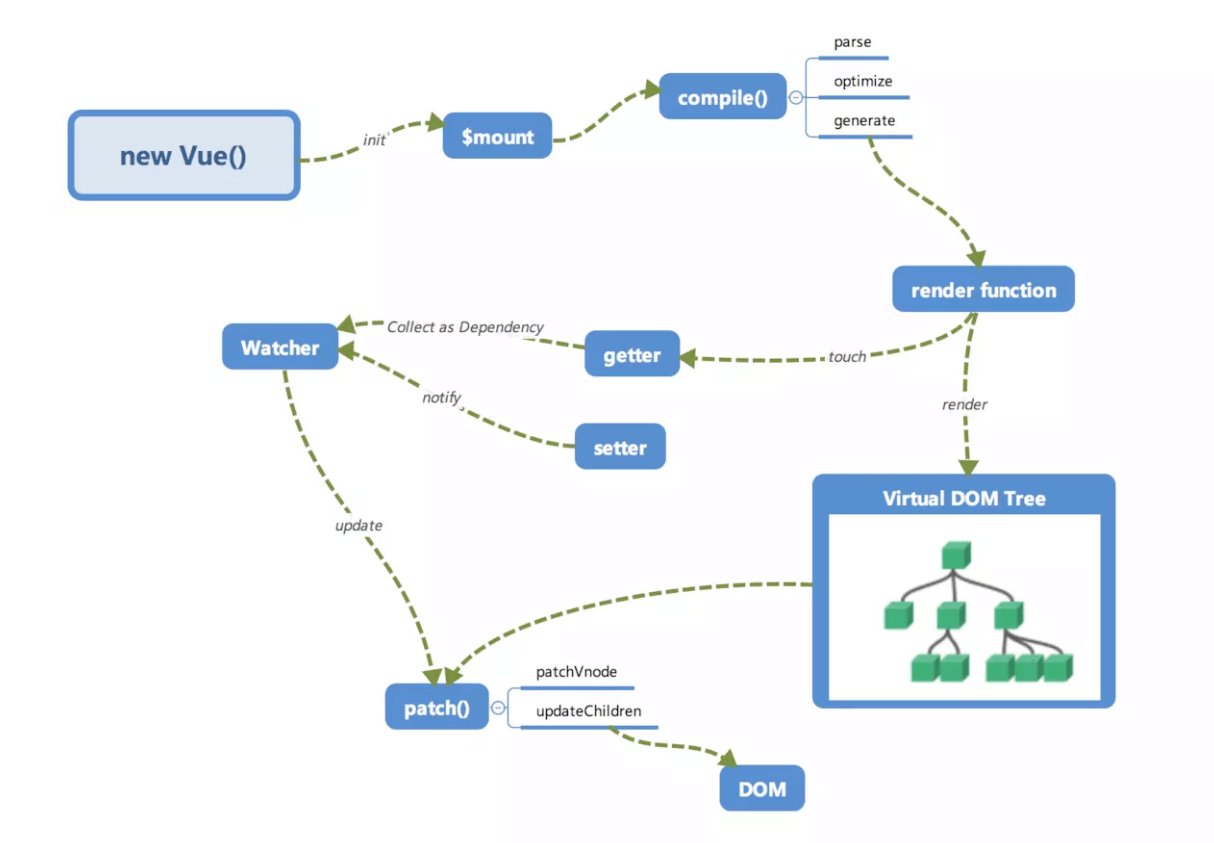 parse
compile()
optimize
generate
new Vue()
init
$mount
render function
Collect as Dependency
Watcher
getter
touch
notify
render
setter
Virtual DOM Tree
update
patchVnode
patch()
updateChildren
DOM